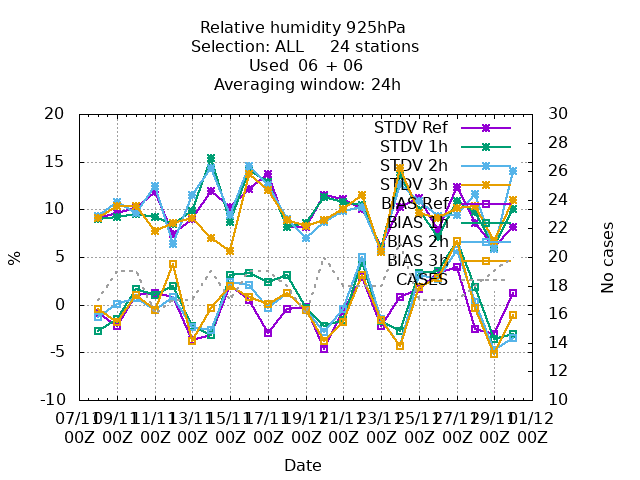 Relative humidity 925hPa
Selection: ALL     24 stations
Used  06 + 06
Averaging window: 24h
20
15
10
5
0
-5
-10
%
30
28
26
24
22
20
18
16
14
12
10
No cases
STDV Ref
STDV 1h
STDV 2h
STDV 3h
BIAS Ref
BIAS 1h
BIAS 2h
BIAS 3h
CASES
07/11 09/11 11/11 13/11 15/11 17/11 19/11 21/11 23/11 25/11 27/11 29/11 01/12
00Z 00Z 00Z 00Z 00Z 00Z 00Z 00Z 00Z 00Z 00Z 00Z 00Z
Date